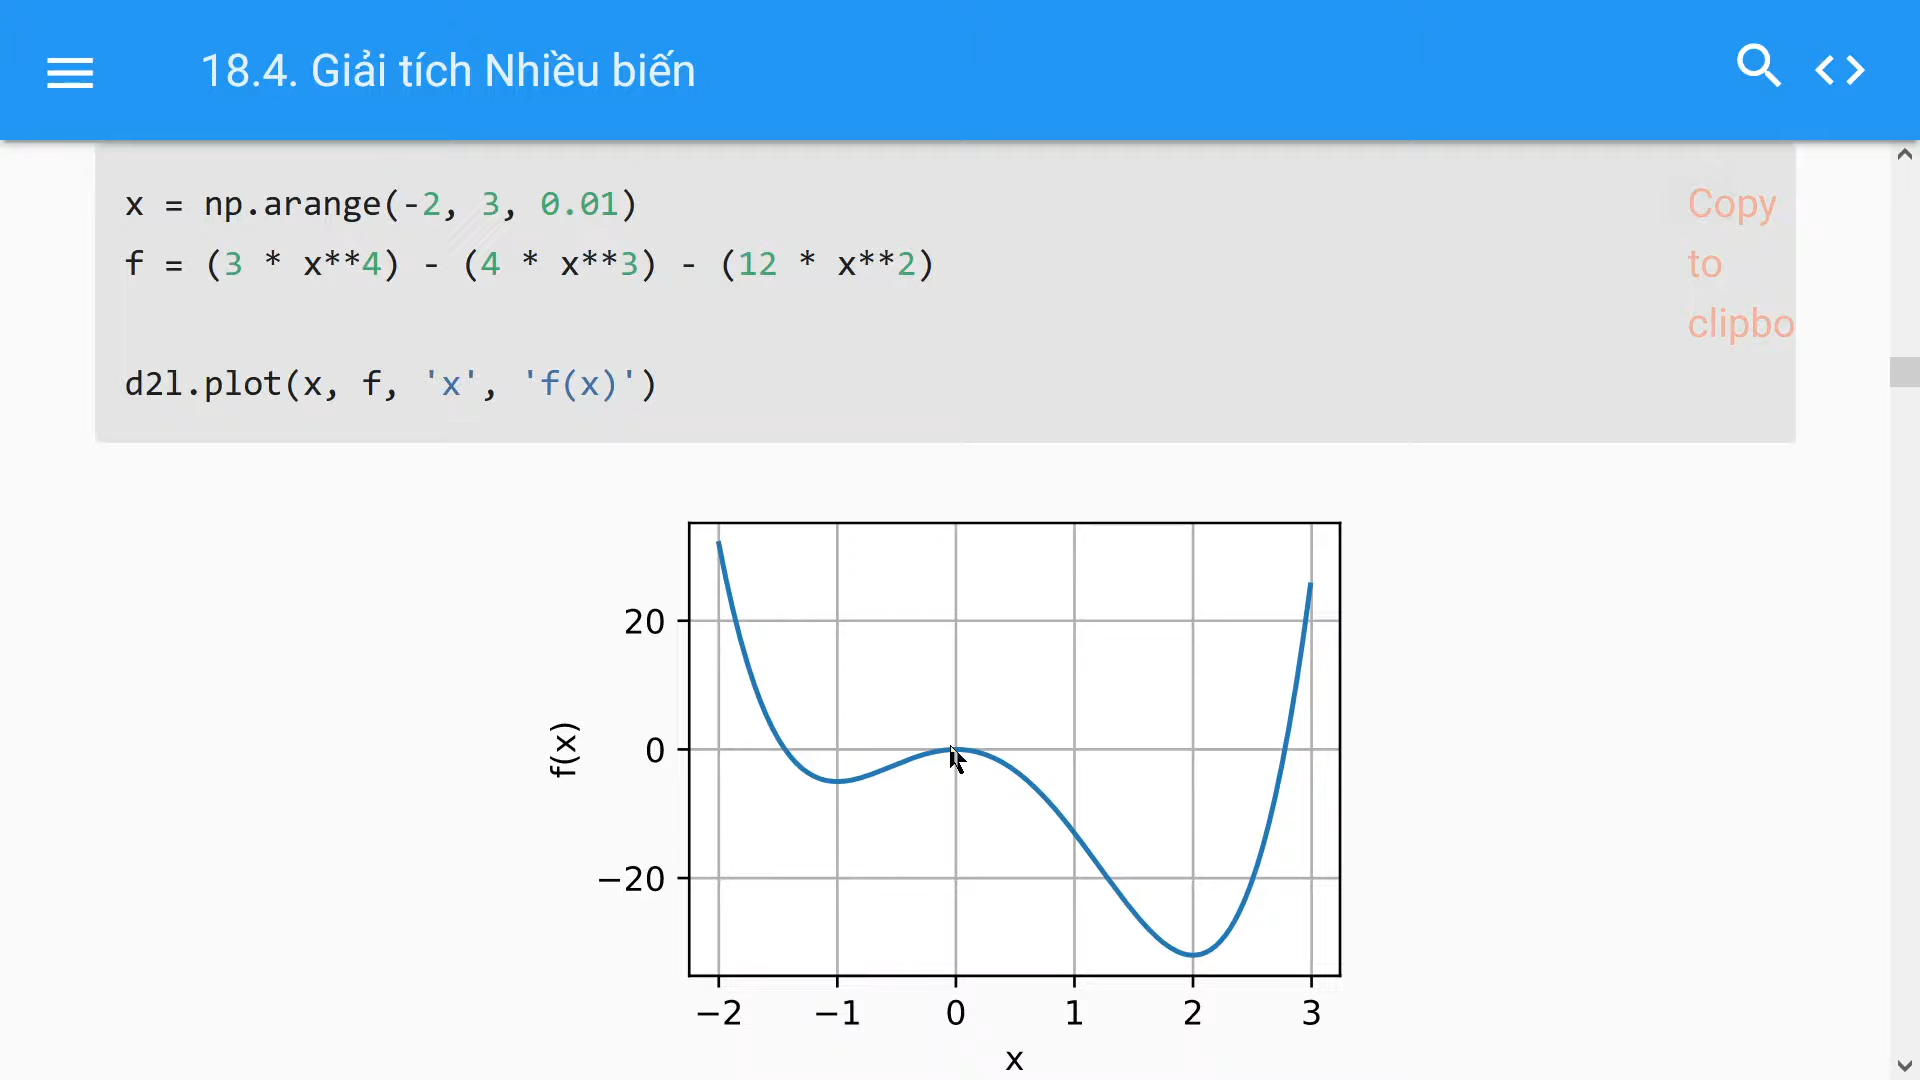 18.4. Giải tích Nhiều biến
x = np.arange(-2, 3, 0.01)
f = (3 * x**4) - (4 * x**3) - (12 * x**2)
d2l.plot(x, f, 'x', 'f(x)')
Copy
to
clipbo
20
0
−20
f(x)
−2 −1 0 1 2 3
x